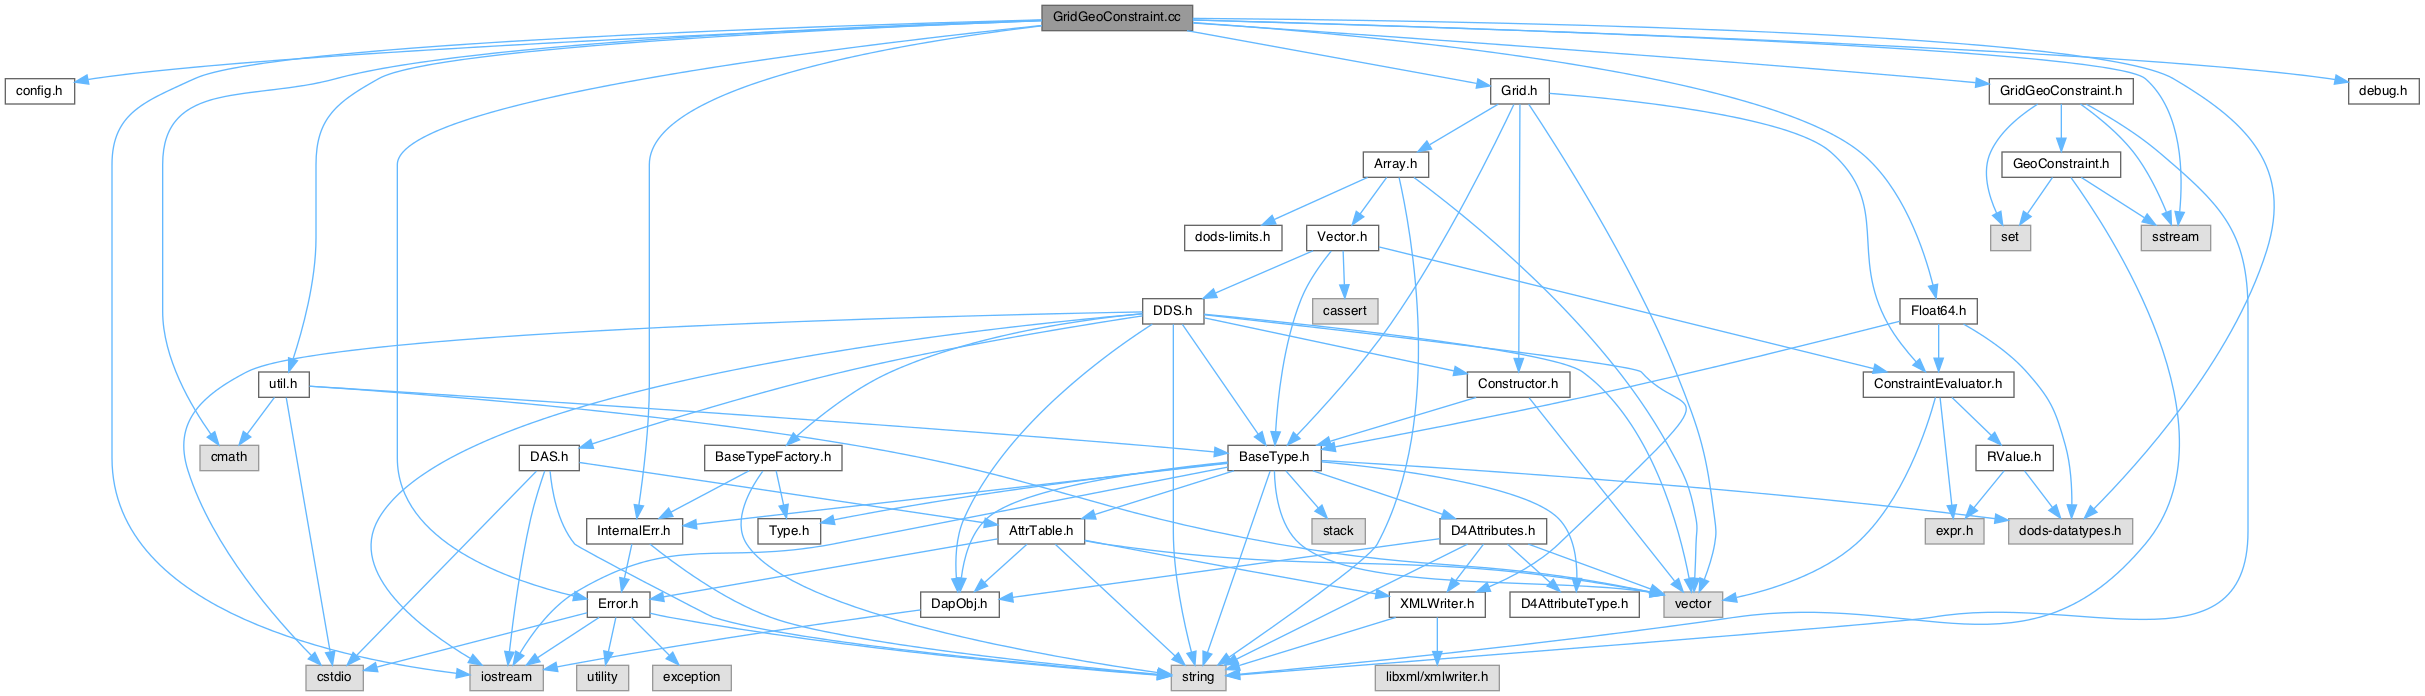 GridGeoConstraint.cc
config.h
Grid.h
GridGeoConstraint.h
debug.h
Array.h
GeoConstraint.h
dods-limits.h
Vector.h
set
sstream
DDS.h
cassert
Float64.h
util.h
Constructor.h
ConstraintEvaluator.h
cmath
DAS.h
BaseTypeFactory.h
BaseType.h
RValue.h
InternalErr.h
Type.h
AttrTable.h
stack
D4Attributes.h
expr.h
dods-datatypes.h
Error.h
DapObj.h
XMLWriter.h
D4AttributeType.h
vector
cstdio
iostream
utility
exception
string
libxml/xmlwriter.h